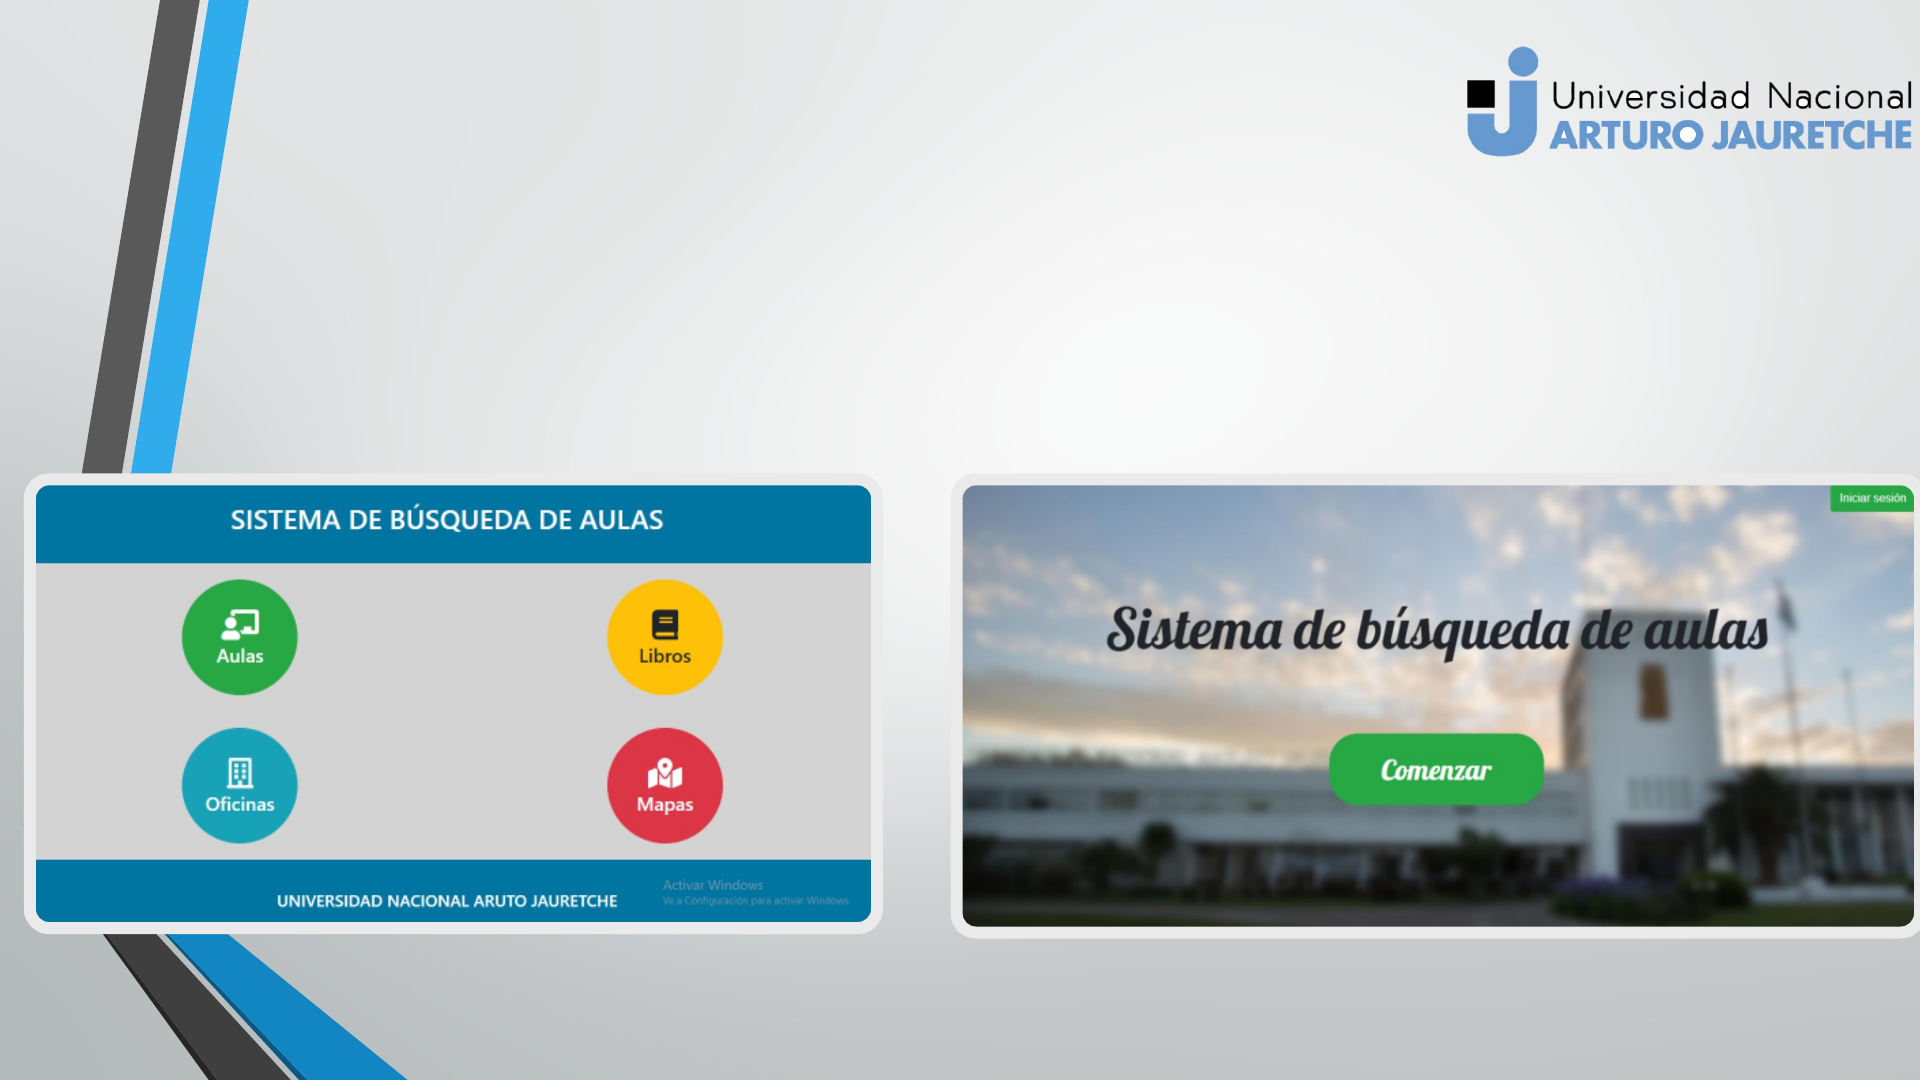 Universidad Nacional
ARTURO JAURETCHE
SISTEMA DE BÚSQUEDA DE AULAS
Aulas
Libros
Oficinas
Mapas
UNIVERSIDAD NACIONAL ARUTO JAURETCHE
Activar Windows
Ve a Configuración para activar Windows.
Iniciar sesión
Sistema de búsqueda de aulas
Comenzar